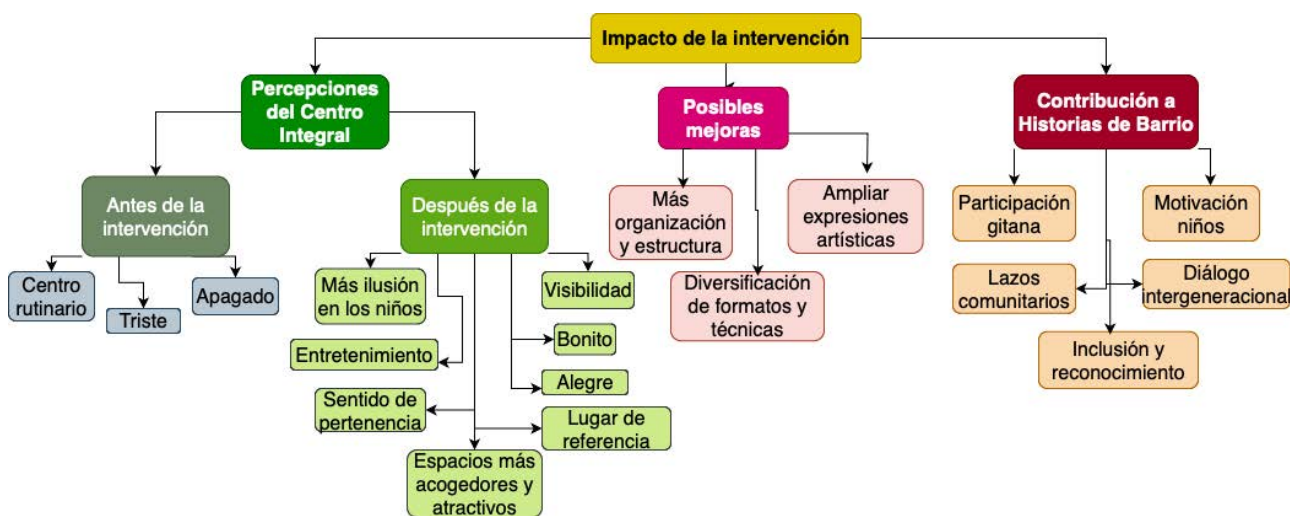 Impacto de la intervención
Percepciones
del Centro
Integral
Posibles
mejoras
Contribución a
Historias de Barrio
Antes de la
intervención
Después de la
intervención
Centro
rutinario
Triste
Apagado
Más ilusión
en los niños
Visibilidad
Entretenimiento
Bonito
Alegre
Sentido de
pertenencia
Lugar de
referencia
Espacios más
acogedores y
atractivos
Más
organización
y estructura
Ampliar
expresiones
artísticas
Diversificación
de formatos y
técnicas
Participación
gitana
Motivación
niños
Lazos
comunitarios
Diálogo
intergeneracional
Inclusión y
reconocimiento